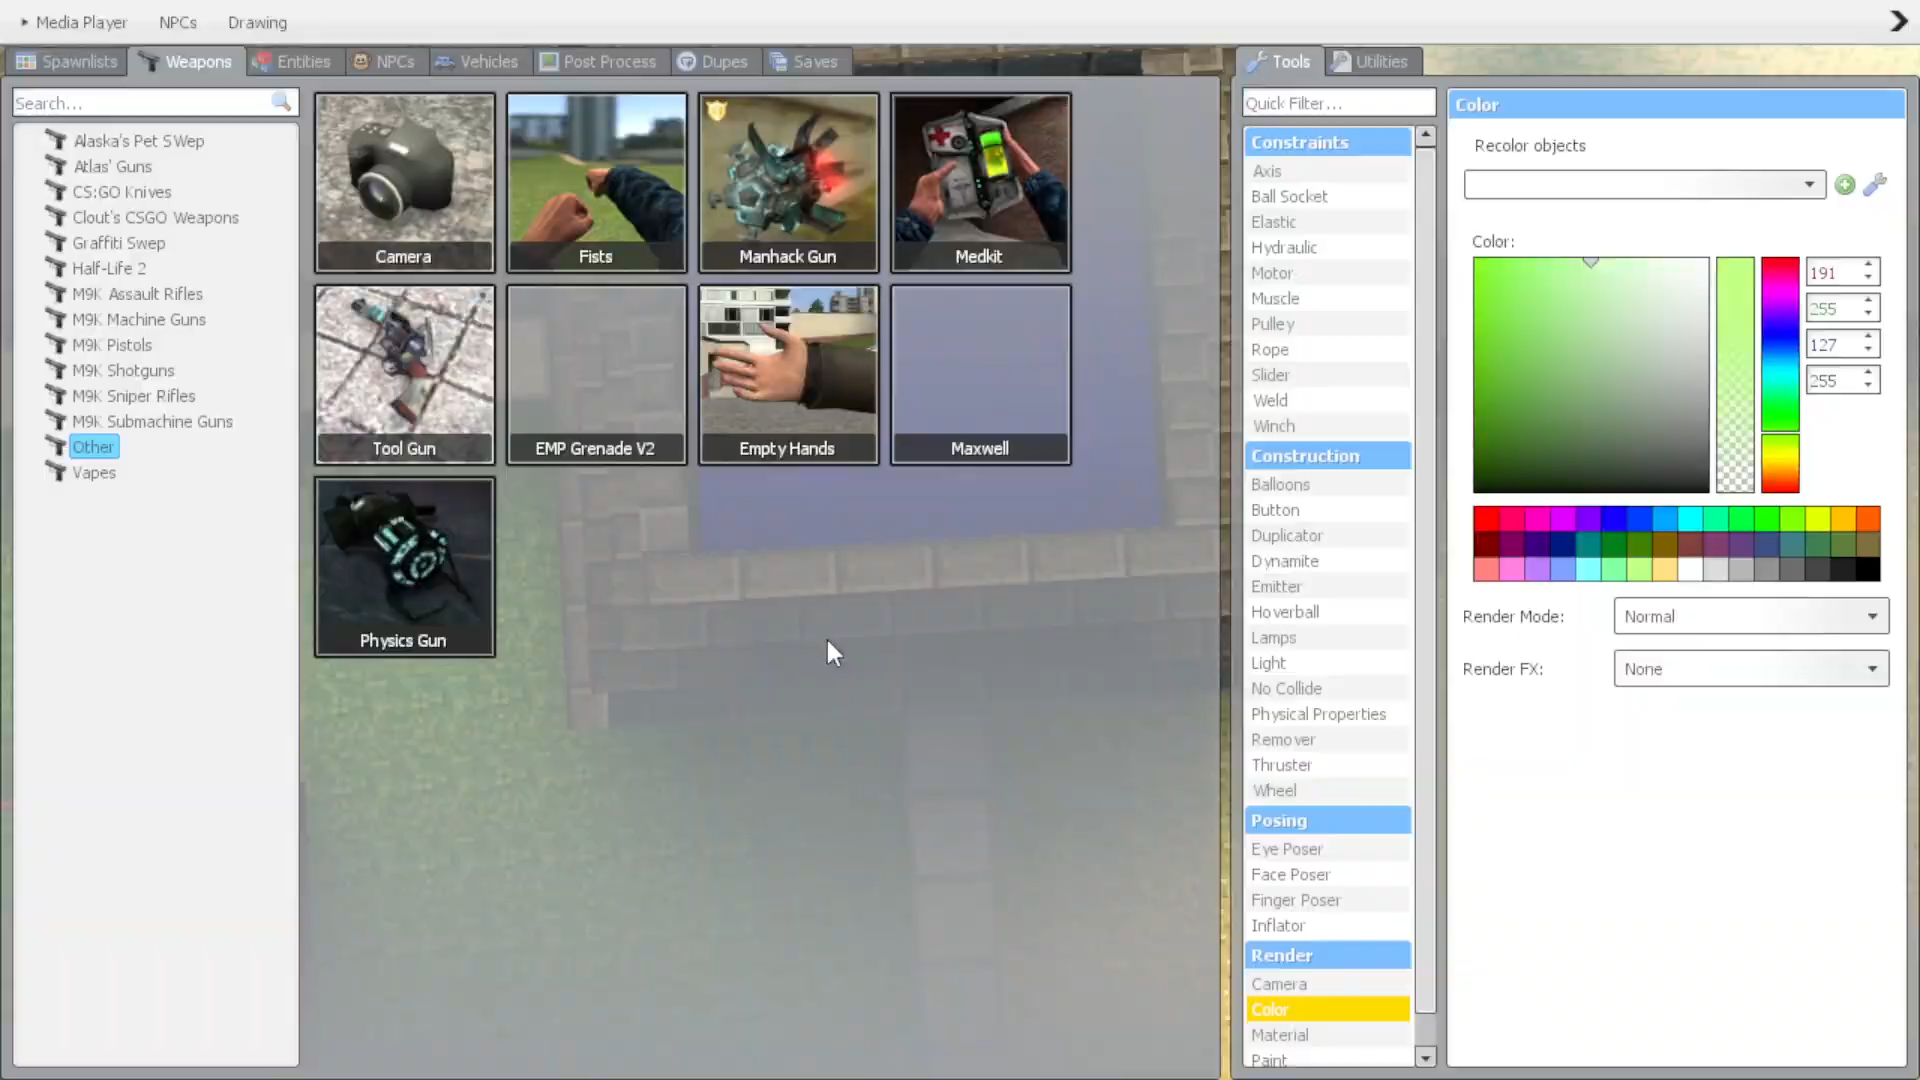 Media Player NPCs Drawing
Spawnlists Weapons Entities NPCs Vehicles Post Process Dupes Saves
Search...
Alaska's Pet SWep
Atlas' Guns
CS:GO Knives
Clout's CSGO Weapons
Graffiti Swep
Half-Life 2
M9K Assault Rifles
M9K Machine Guns
M9K Pistols
M9K Shotguns
M9K Sniper Rifles
M9K Submachine Guns
Other
Vapes
Camera Fists Manhack Gun Medkit
Tool Gun EMP Grenade V2 Empty Hands Maxwell
Physics Gun
Tools Utilities
Quick Filter...
Constraints
Axis
Ball Socket
Elastic
Hydraulic
Motor
Muscle
Pulley
Rope
Slider
Weld
Winch
Construction
Balloons
Button
Duplicator
Dynamite
Emitter
Hoverball
Lamps
Light
No Collide
Physical Properties
Remover
Thruster
Wheel
Posing
Eye Poser
Face Poser
Finger Poser
Inflator
Render
Camera
Color
Material
Paint
Color
Recolor objects
Color:
191
255
127
255
Render Mode: Normal
Render FX: None